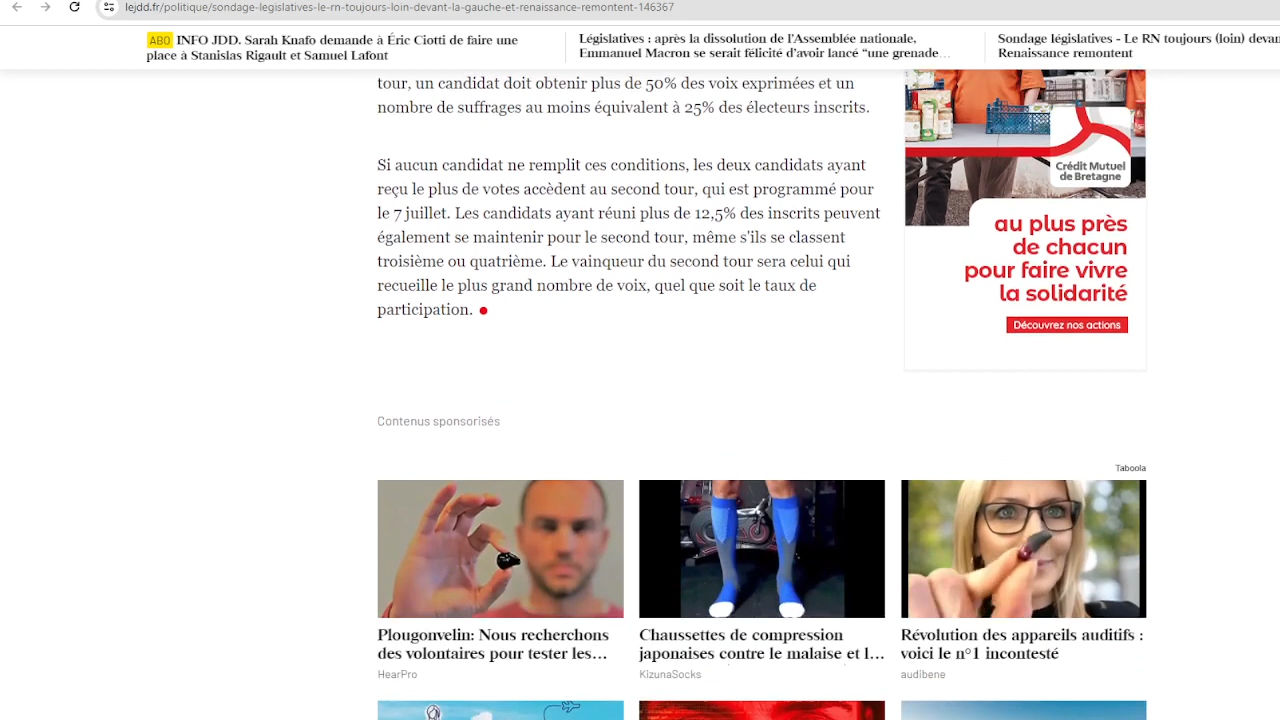 lejdd.fr/politique/sondage-legislatives-le-rn-toujours-loin-devant-la-gauche-et-renaissance-remontent-146367
ABO INFO JDD. Sarah Knafo demande à Éric Ciotti de faire une
place à Stanislas Rigault et Samuel Lafont
Législatives : après la dissolution de l'Assemblée nationale,
Emmanuel Macron se serait félicité d'avoir lancé “une grenade…
Sondage législatives - Le RN toujours (loin) devan
Renaissance remontent
tour, un candidat doit obtenir plus de 50% des voix exprimées et un
nombre de suffrages au moins équivalent à 25% des électeurs inscrits.
Si aucun candidat ne remplit ces conditions, les deux candidats ayant
reçu le plus de votes accèdent au second tour, qui est programmé pour
le 7 juillet. Les candidats ayant réuni plus de 12,5% des inscrits peuvent
également se maintenir pour le second tour, même s'ils se classent
troisième ou quatrième. Le vainqueur du second tour sera celui qui
recueille le plus grand nombre de voix, quel que soit le taux de
participation.
Crédit Mutuel
de Bretagne
au plus près
de chacun
pour faire vivre
la solidarité
Découvrez nos actions
Contenus sponsorisés
Taboola
Plougonvelin: Nous recherchons
des volontaires pour tester les…
HearPro
Chaussettes de compression
japonaises contre le malaise et l…
KizunaSocks
Révolution des appareils auditifs :
voici le n°1 incontesté
audibene